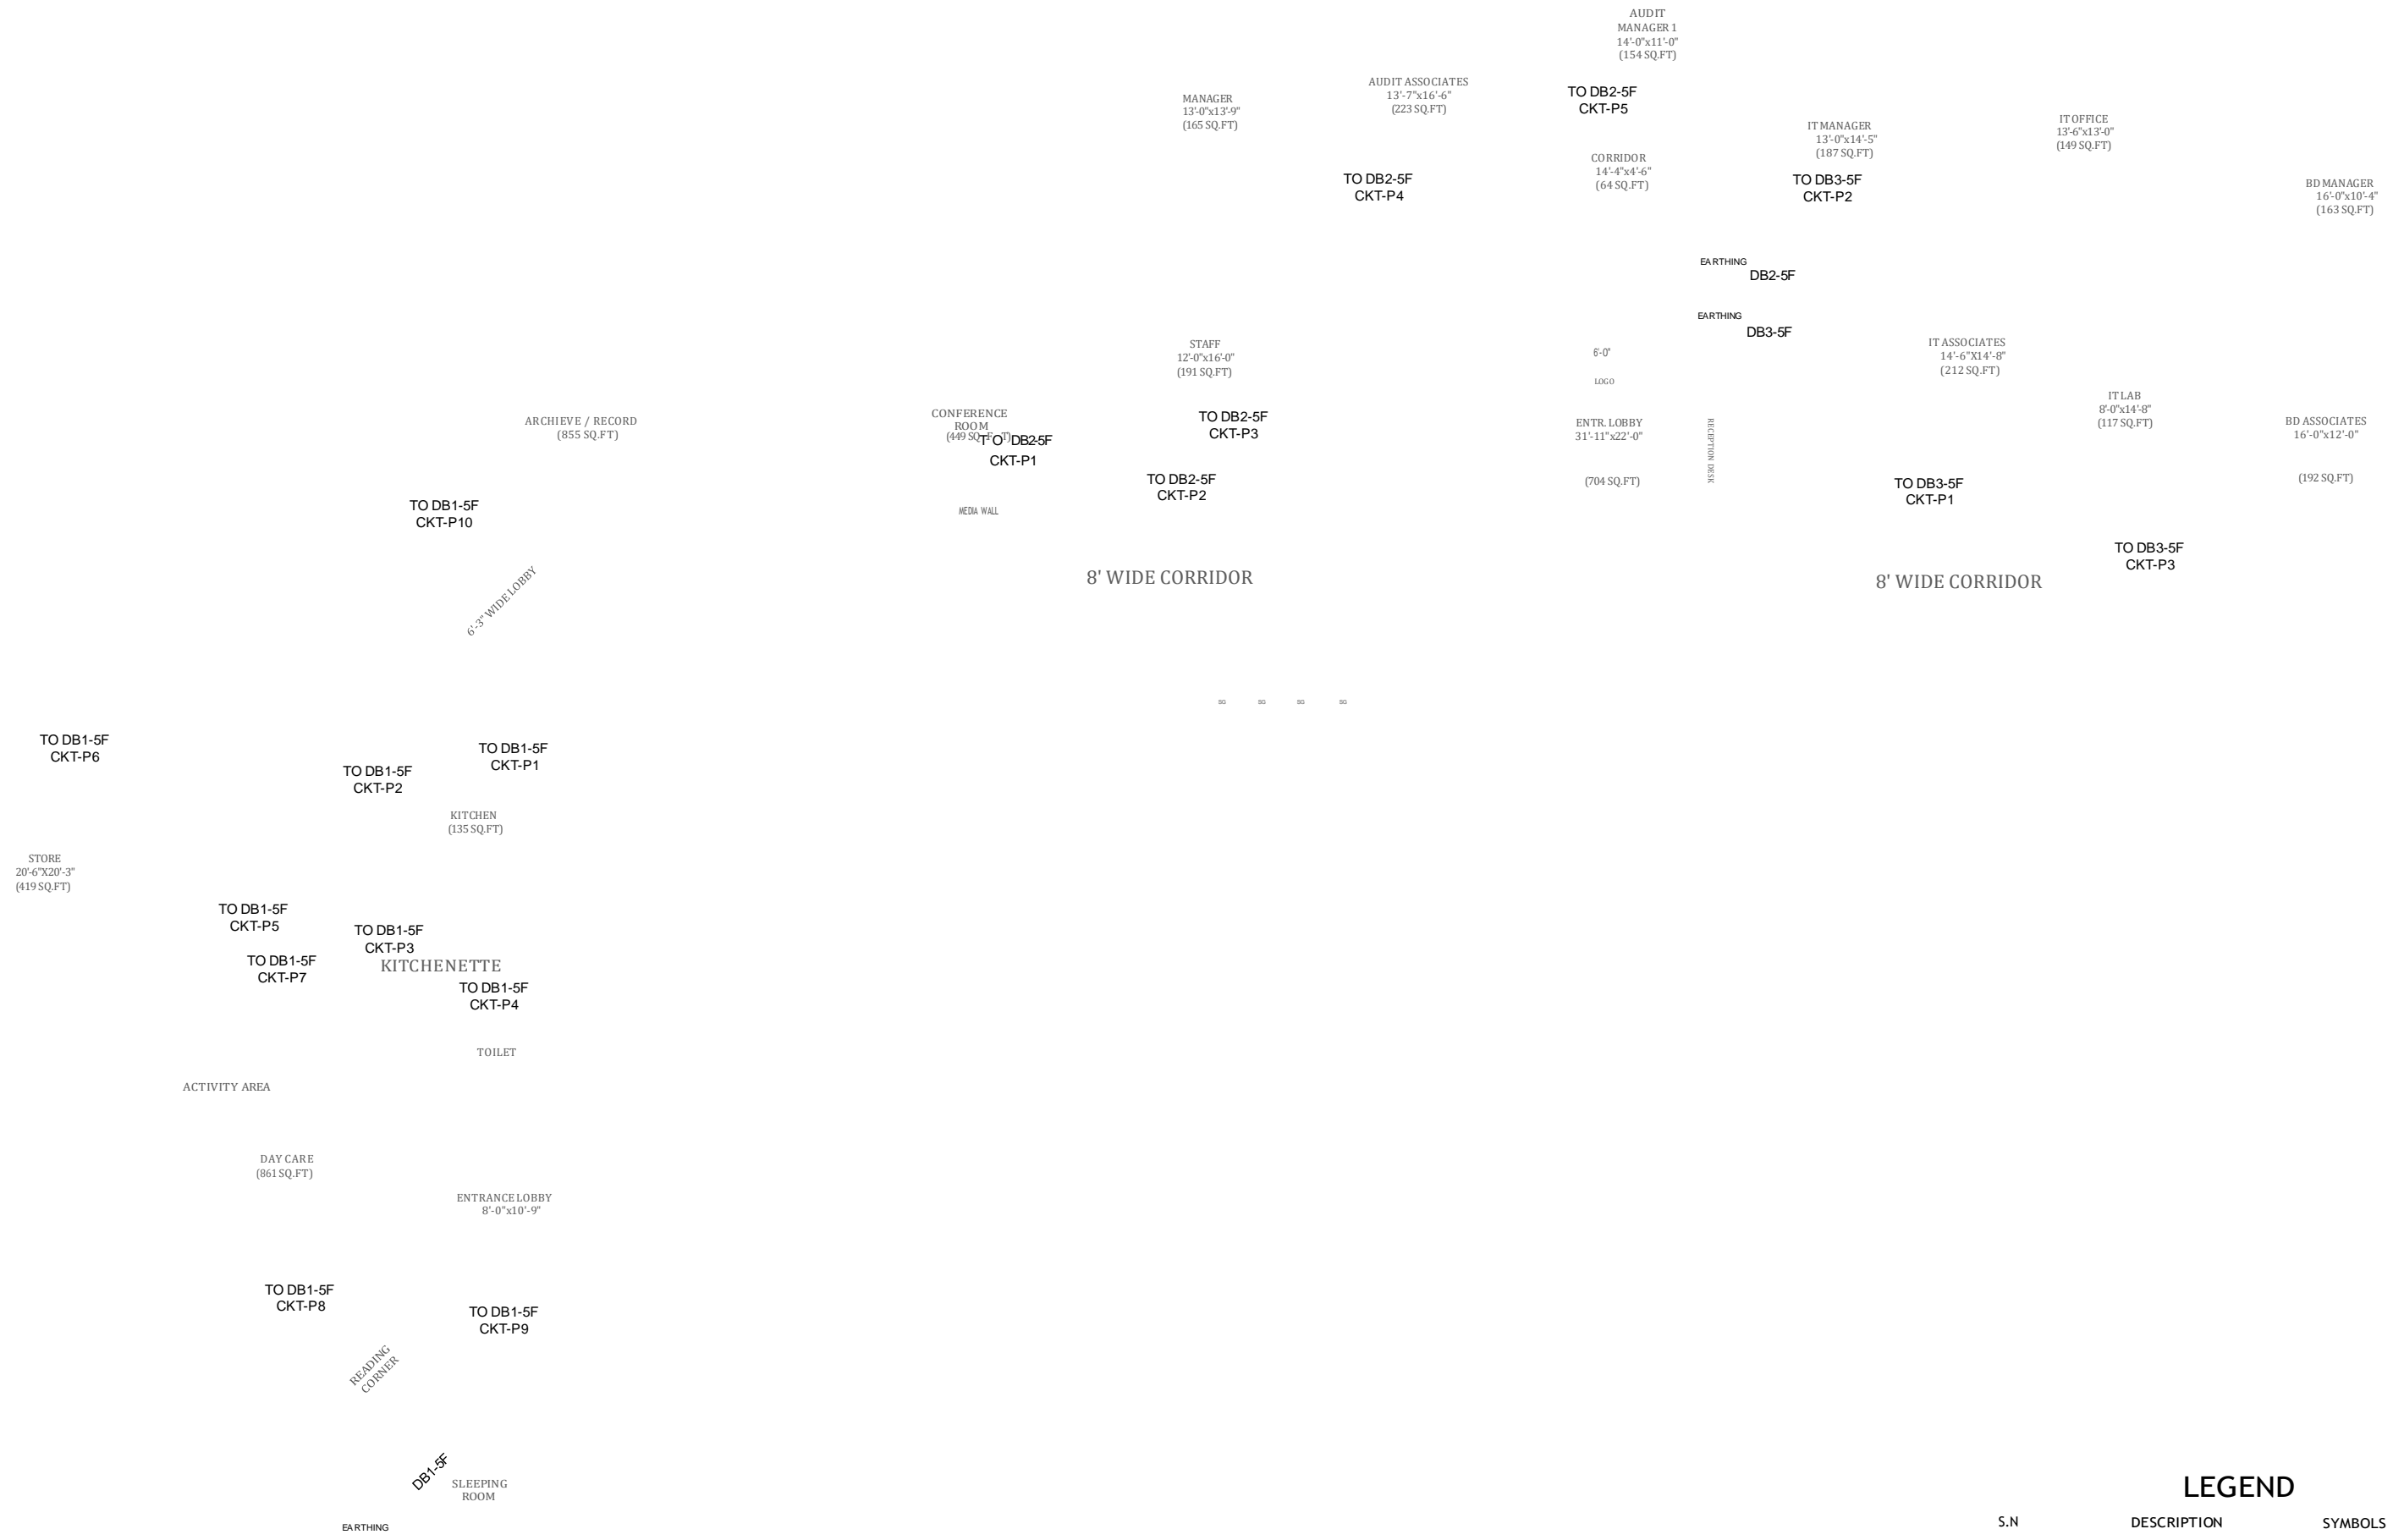 AUDIT
MANAGER 1
14'-0"x11'-0"
(154 SQ.FT)
AUDIT ASSOCIATES
13'-7"x16'-6"
(223 SQ.FT)
TO DB2-5F
CKT-P5
MANAGER
13'-0"x13'-9"
(165 SQ.FT)
IT MANAGER
13'-0"x14'-5"
(187 SQ.FT)
IT OFFICE
13'-6"x13'-0"
(149 SQ.FT)
CORRIDOR
14'-4"x4'-6"
(64 SQ.FT)
TO DB2-5F
CKT-P4
TO DB3-5F
CKT-P2
BD MANAGER
16'-0"x10'-4"
(163 SQ.FT)
EARTHING
DB2-5F
EARTHING
DB3-5F
STAFF
12'-0"x16'-0"
(191 SQ.FT)
6'-0"
LOGO
IT ASSOCIATES
14'-6"X14'-8"
(212 SQ.FT)
IT LAB
8'-0"x14'-8"
(117 SQ.FT)
ARCHIEVE / RECORD
(855 SQ.FT)
CONFERENCE
ROOM
(449 SQ.FT)
TO DB2-5F
CKT-P1
TO DB2-5F
CKT-P3
ENTR. LOBBY
31'-11"x22'-0"
(704 SQ.FT)
RECEPTION DESK
BD ASSOCIATES
16'-0"x12'-0"
(192 SQ.FT)
TO DB2-5F
CKT-P2
TO DB3-5F
CKT-P1
TO DB1-5F
CKT-P10
MEDIA WALL
TO DB3-5F
CKT-P3
6'-3" WIDE LOBBY
8' WIDE CORRIDOR
8' WIDE CORRIDOR
SG SG SG SG
TO DB1-5F
CKT-P6
TO DB1-5F
CKT-P1
TO DB1-5F
CKT-P2
KITCHEN
(135 SQ.FT)
STORE
20'-6"X20'-3"
(419 SQ.FT)
TO DB1-5F
CKT-P5
TO DB1-5F
CKT-P3
TO DB1-5F
CKT-P7
KITCHENETTE
TO DB1-5F
CKT-P4
TOILET
ACTIVITY AREA
DAY CARE
(861 SQ.FT)
ENTRANCE LOBBY
8'-0"x10'-9"
TO DB1-5F
CKT-P8
TO DB1-5F
CKT-P9
READING
CORNER
DB1-5F
SLEEPING
ROOM
EARTHING
LEGEND
S.N DESCRIPTION SYMBOLS